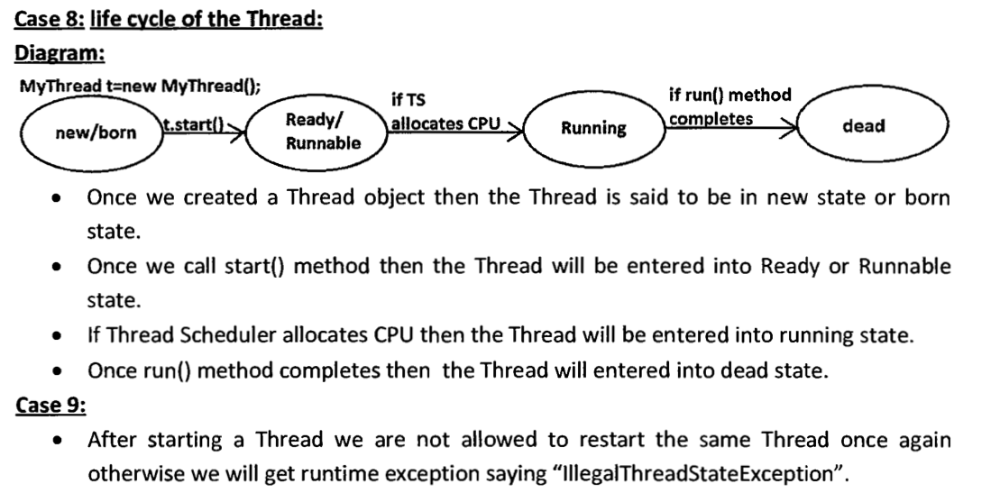 Case 8: life cycle of the Thread:
Diagram:
MyThread t=new MyThread();
new/born
t.start()
Ready/
Runnable
if TS
allocates CPU
Running
if run() method
completes
dead
• Once we created a Thread object then the Thread is said to be in new state or born
state.
• Once we call start() method then the Thread will be entered into Ready or Runnable
state.
• If Thread Scheduler allocates CPU then the Thread will be entered into running state.
• Once run() method completes then the Thread will entered into dead state.
Case 9:
• After starting a Thread we are not allowed to restart the same Thread once again
otherwise we will get runtime exception saying “IllegalThreadStateException”.